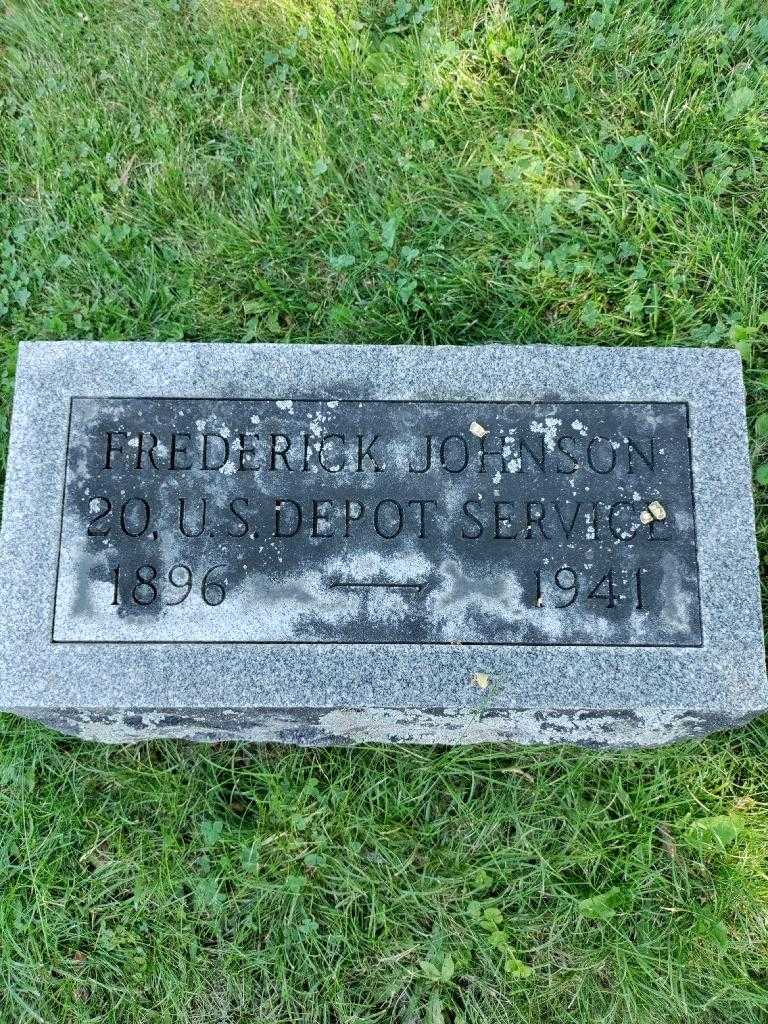 FREDERICK JOHNSON
20, U.S. DEPOT SERVICE
1896 — 1941